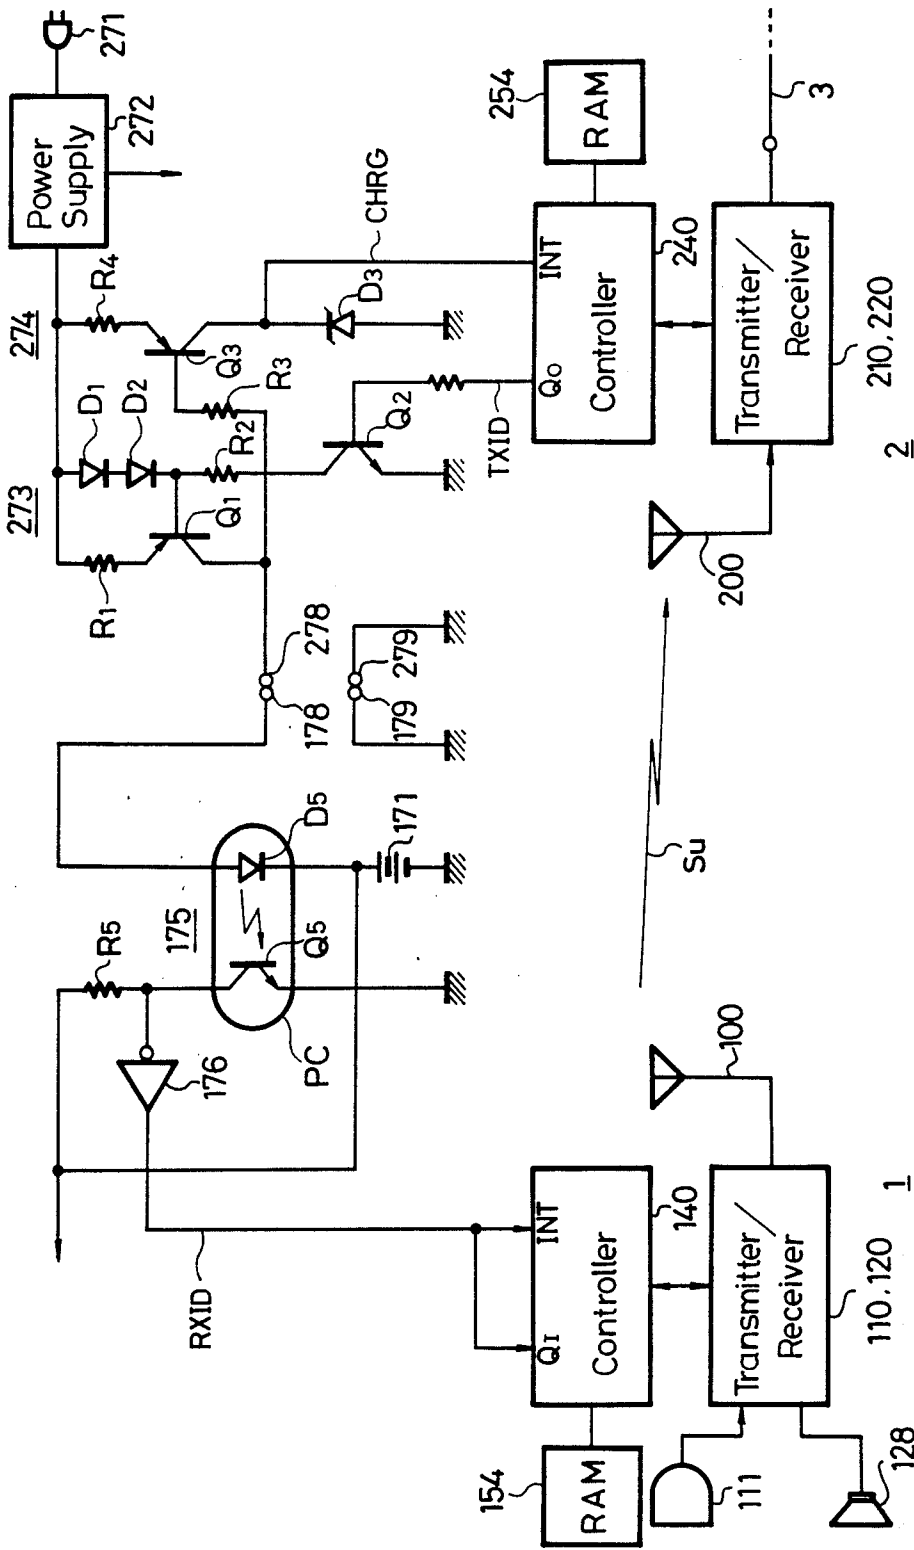 271
Power
Supply
272
274
R4
D1
D2
273
Q3
R3
R2
Q1
R1
Q2
D3
CHRG
TXID
278
178
279
179
254
RAM
INT
QO
Controller
240
Transmitter/
Receiver
210, 220
3
2
200
Su
R5
175
D5
Q5
171
PC
176
RXID
100
INT
QI
Controller
140
154
RAM
Transmitter/
Receiver
110, 120
1
111
128